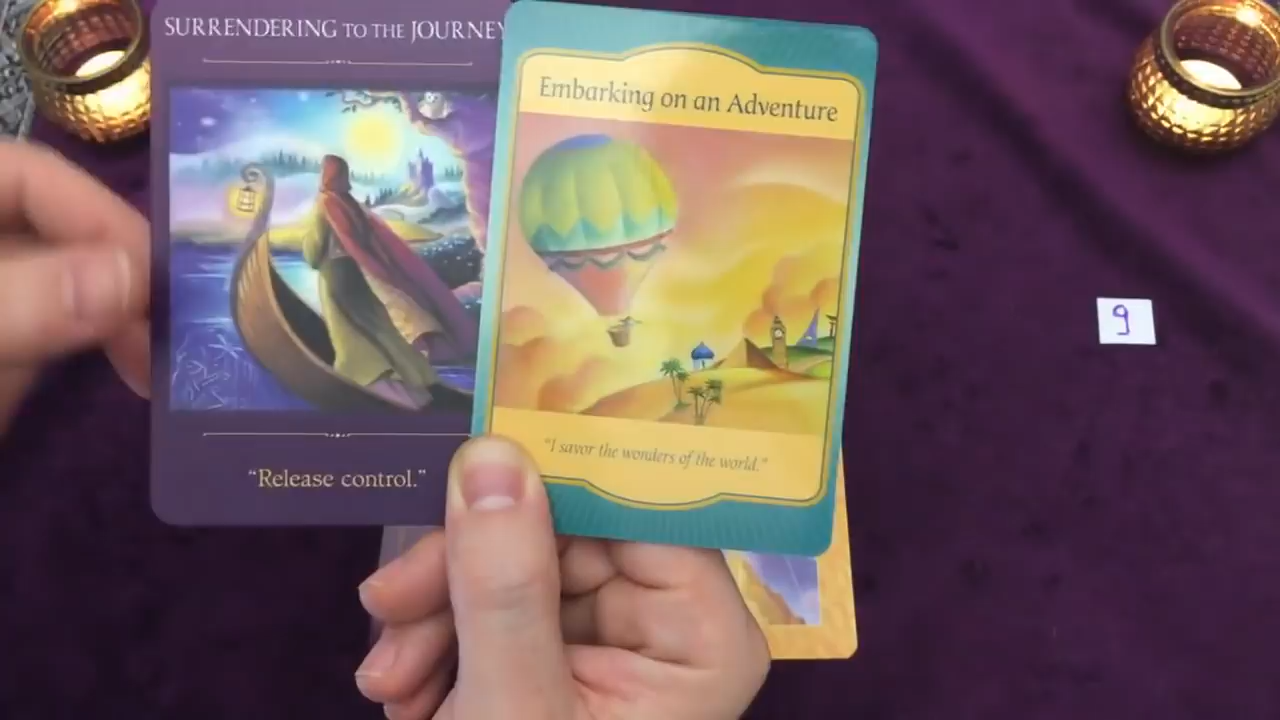 SURRENDERING TO THE JOURNEY
"Release control."
Embarking on an Adventure
"I savor the wonders of the world."
9